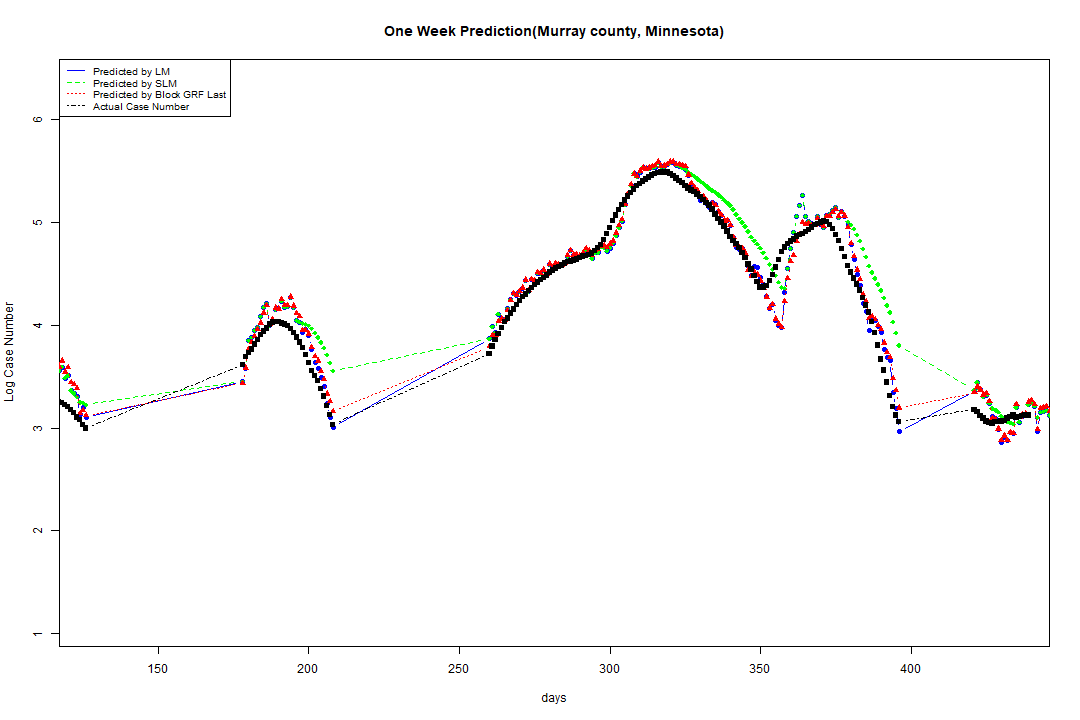 One Week Prediction(Murray county, Minnesota)
Predicted by LM
Predicted by SLM
Predicted by Block GRF Last
Actual Case Number
Log Case Number
6
5
4
3
2
1
150 200 250 300 350 400
days